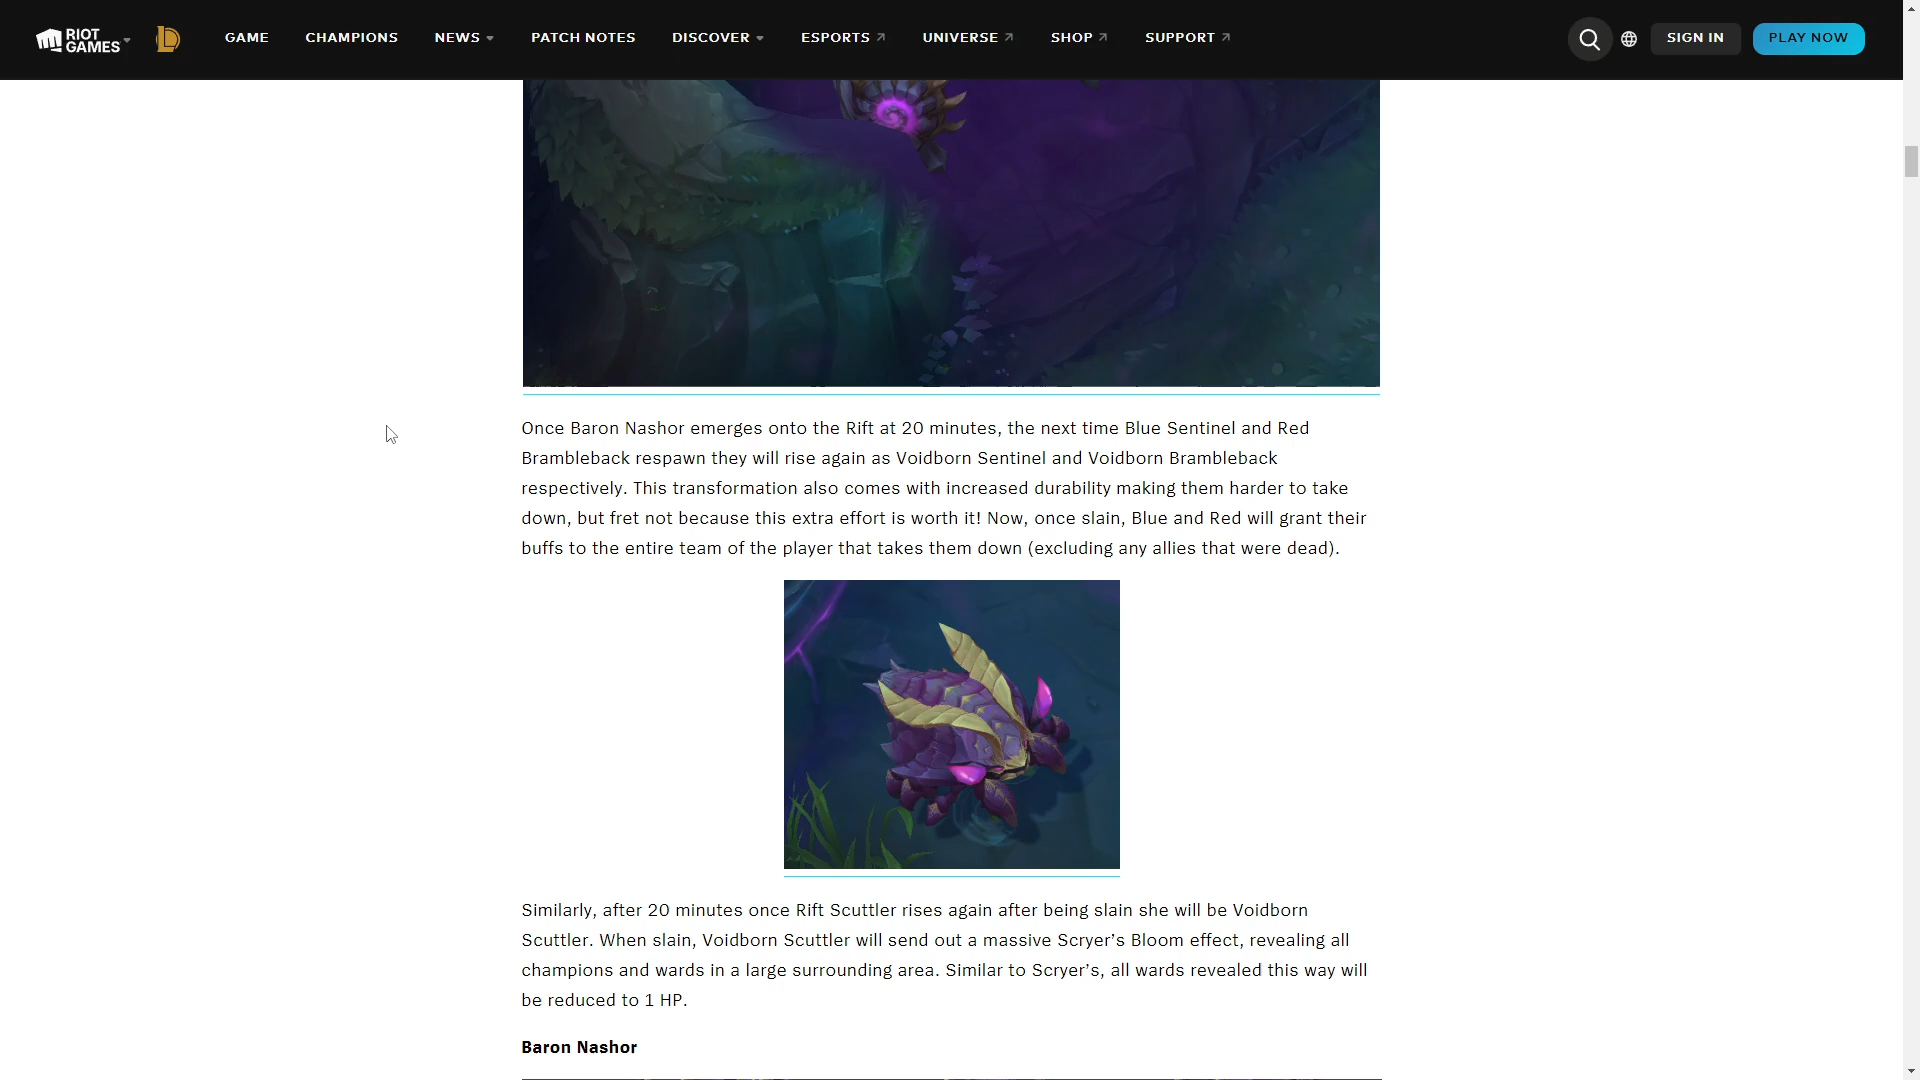 RIOT
GAMES
GAME CHAMPIONS NEWS PATCH NOTES DISCOVER ESPORTS UNIVERSE SHOP SUPPORT SIGN IN PLAY NOW
Once Baron Nashor emerges onto the Rift at 20 minutes, the next time Blue Sentinel and Red
Brambleback respawn they will rise again as Voidborn Sentinel and Voidborn Brambleback
respectively. This transformation also comes with increased durability making them harder to take
down, but fret not because this extra effort is worth it! Now, once slain, Blue and Red will grant their
buffs to the entire team of the player that takes them down (excluding any allies that were dead).
Similarly, after 20 minutes once Rift Scuttler rises again after being slain she will be Voidborn
Scuttler. When slain, Voidborn Scuttler will send out a massive Scryer’s Bloom effect, revealing all
champions and wards in a large surrounding area. Similar to Scryer’s, all wards revealed this way will
be reduced to 1 HP.
Baron Nashor